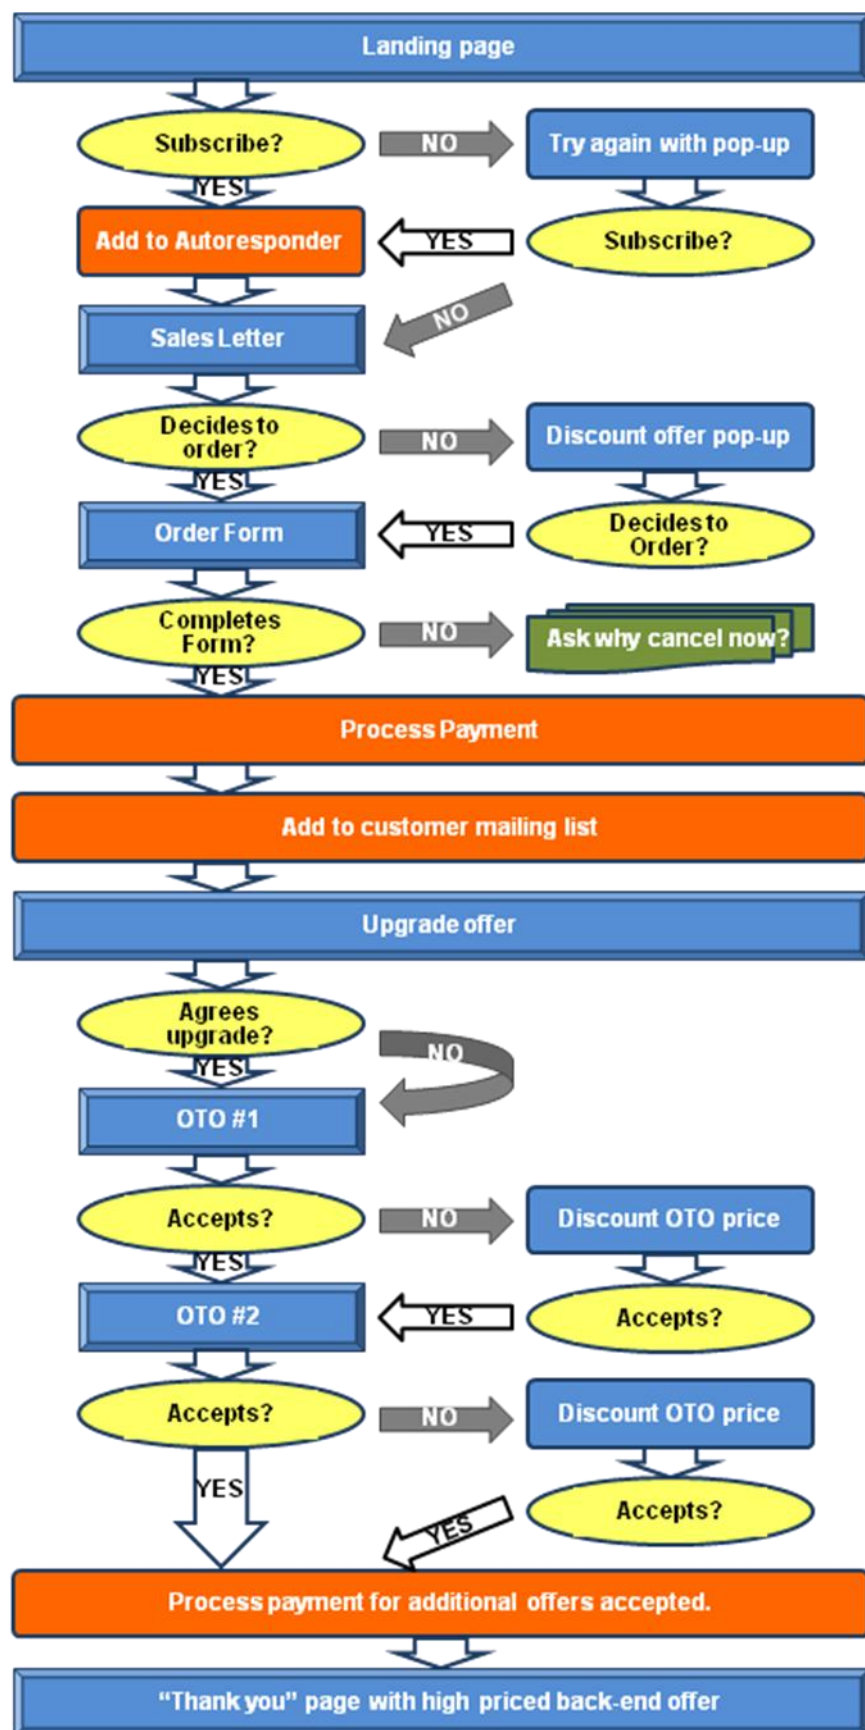 Landing page
Subscribe?
NO
Try again with pop-up
YES
Add to Autoresponder
YES
Subscribe?
NO
Sales Letter
Decides to
order?
NO
Discount offer pop-up
YES
Order Form
YES
Decides to
Order?
Completes
Form?
NO
Ask why cancel now?
YES
Process Payment
Add to customer mailing list
Upgrade offer
Agrees
upgrade?
NO
YES
OTO #1
Accepts?
NO
Discount OTO price
YES
OTO #2
YES
Accepts?
Accepts?
NO
Discount OTO price
YES
Accepts?
YES
Process payment for additional offers accepted.
“Thank you” page with high priced back-end offer